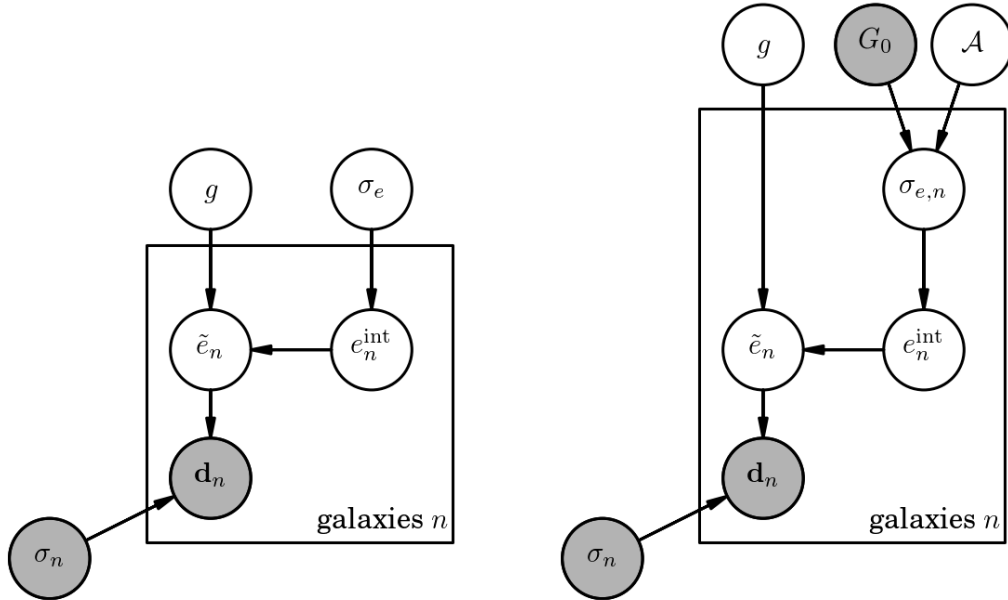 g
σ_e
ẽ_n
e_n^int
d_n
galaxies n
σ_n
g
G_0
𝒜
σ_{e,n}
ẽ_n
e_n^int
d_n
galaxies n
σ_n